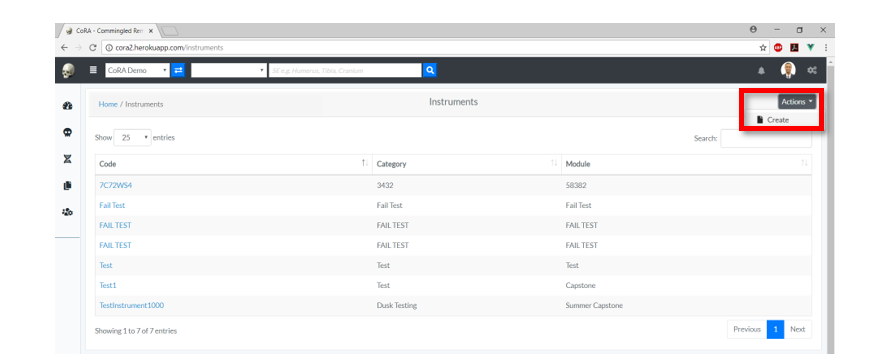 CoRA - Commingled Rem
cora2.herokuapp.com/instruments
CoRA Demo
SB e.g. Humerus, Tibia, Cranium
Home / Instruments
Instruments
Actions
Create
Show 25 entries
Search:
Code Category Module
7C72WS4 3432 58382
Fail Test Fail Test Fail Test
FAIL TEST FAIL TEST FAIL TEST
FAIL TEST FAIL TEST FAIL TEST
Test Test Test
Test1 Test Capstone
TestInstrument1000 Dusk Testing Summer Capstone
Showing 1 to 7 of 7 entries
Previous 1 Next